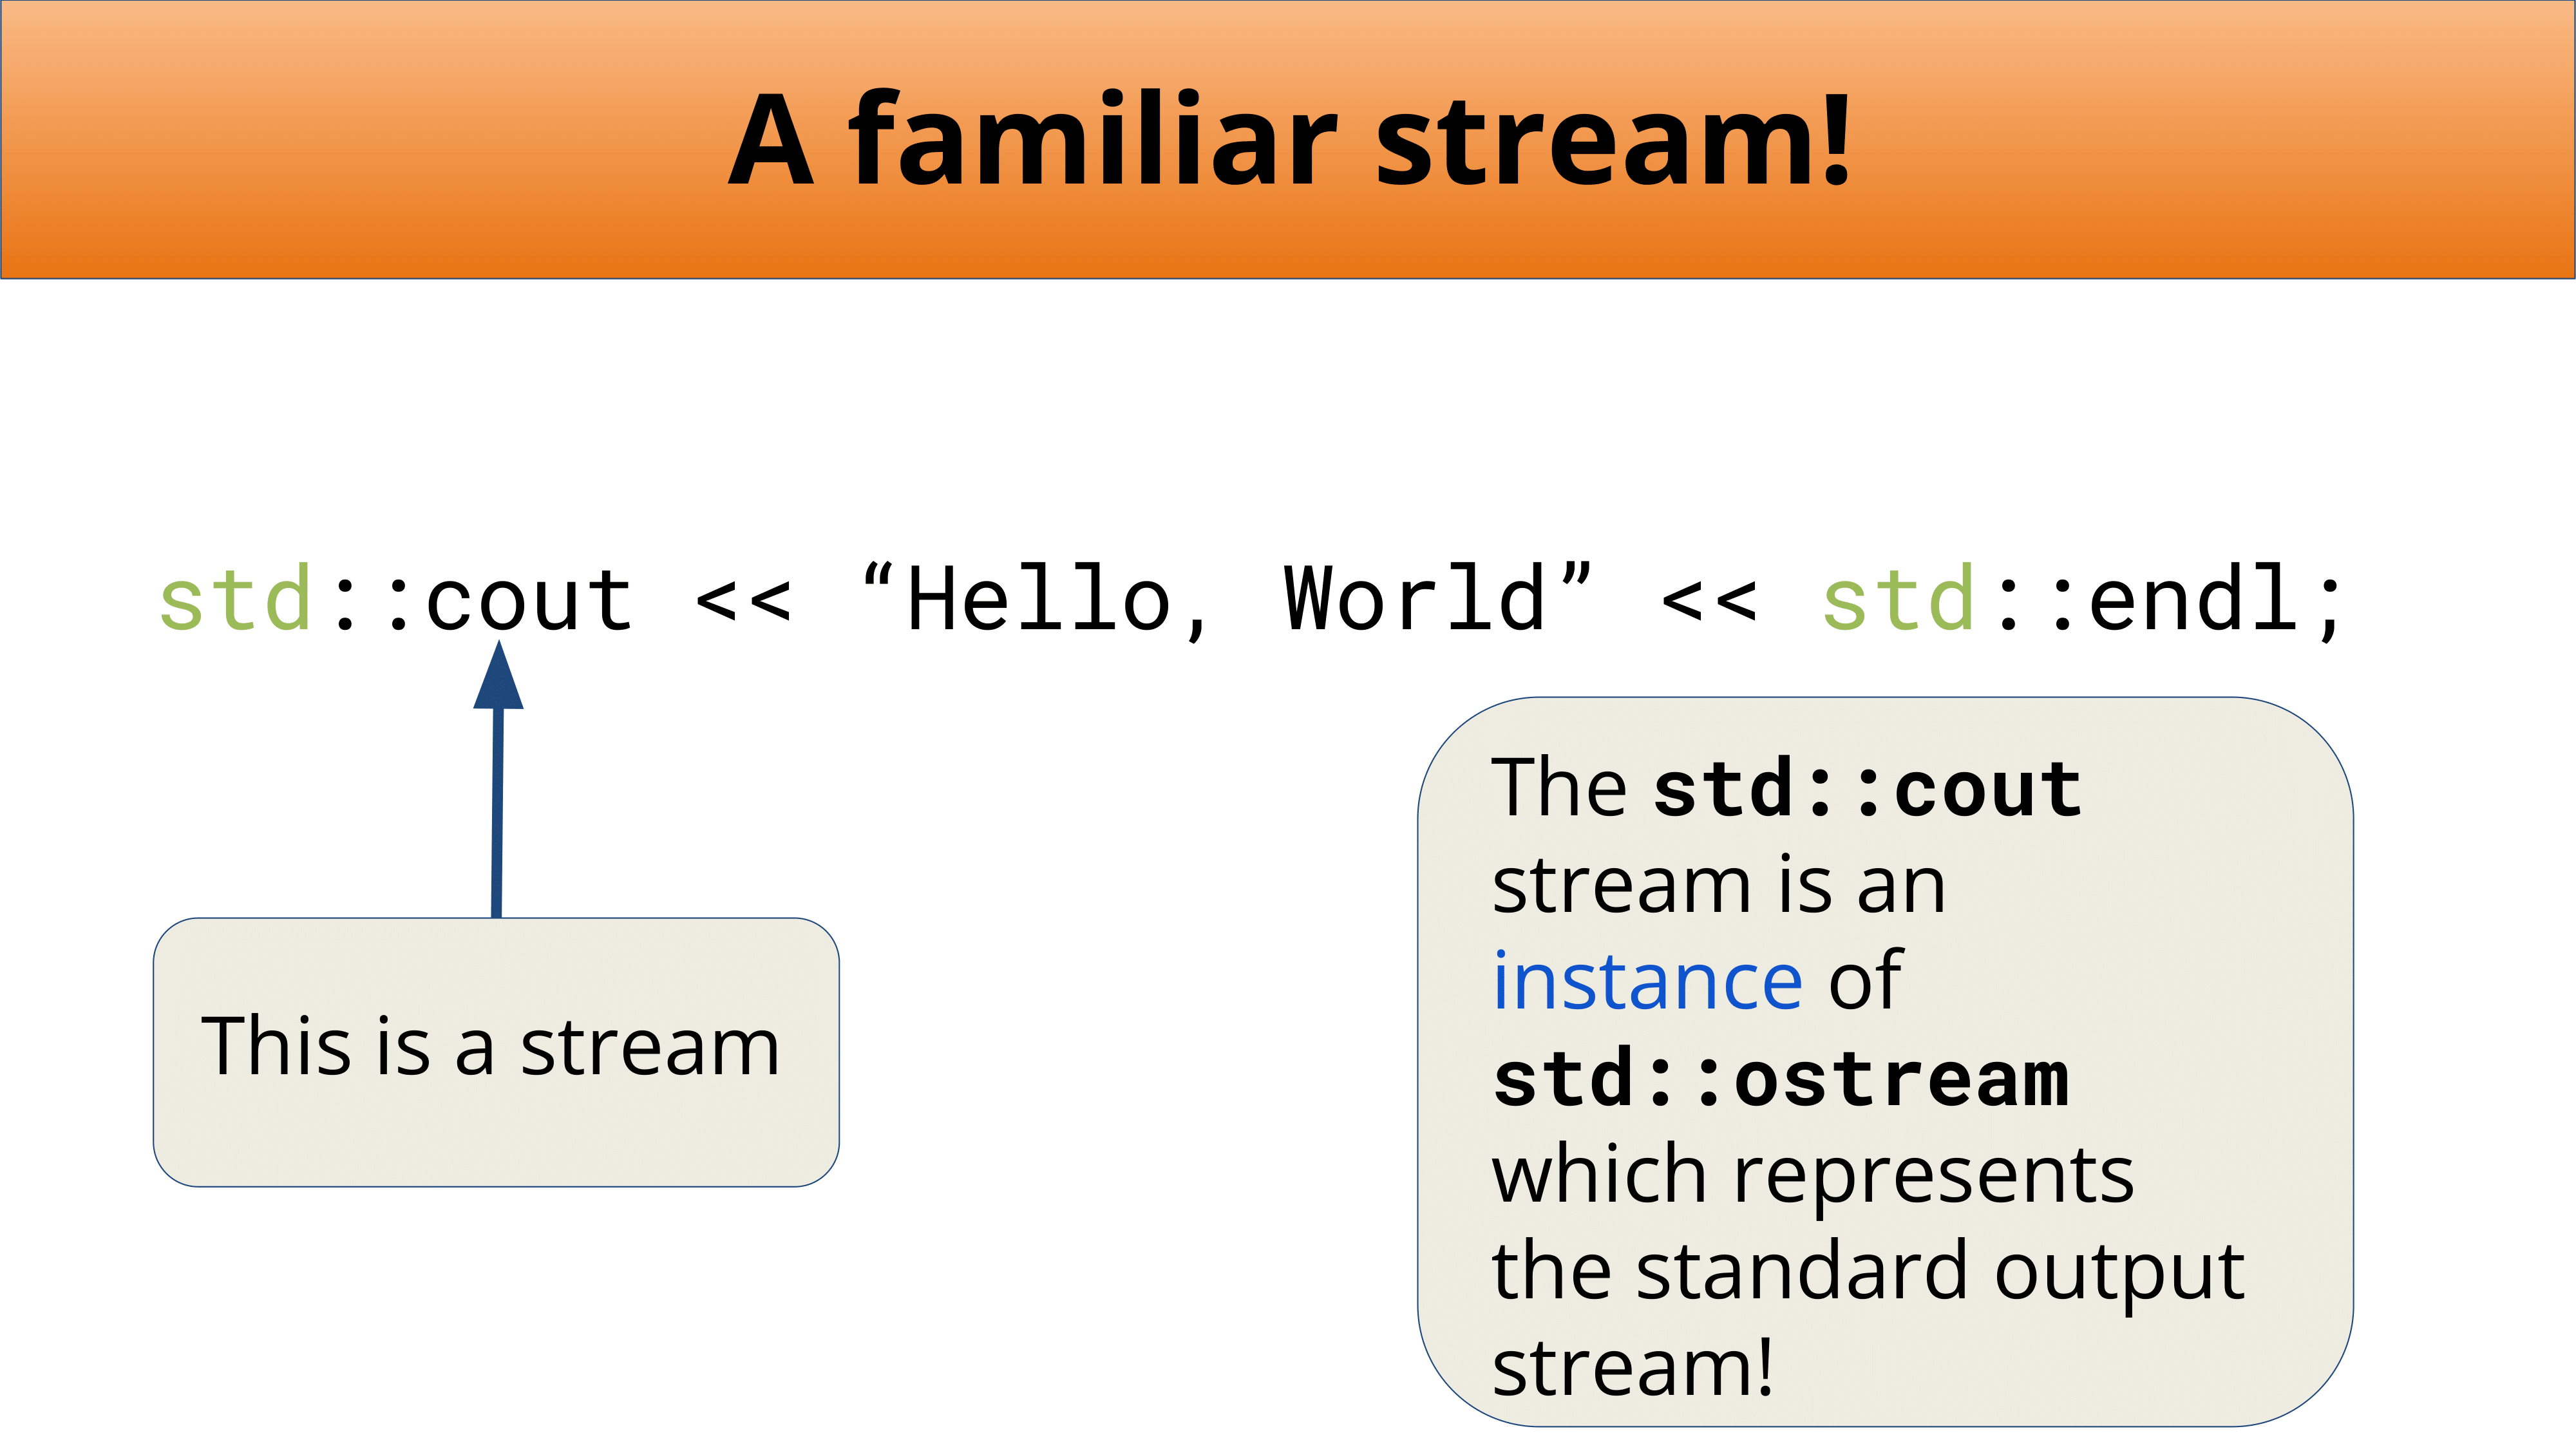 A familiar stream!
std::cout << “Hello, World” << std::endl;
This is a stream
The std::cout
stream is an
instance of
std::ostream
which represents
the standard output
stream!